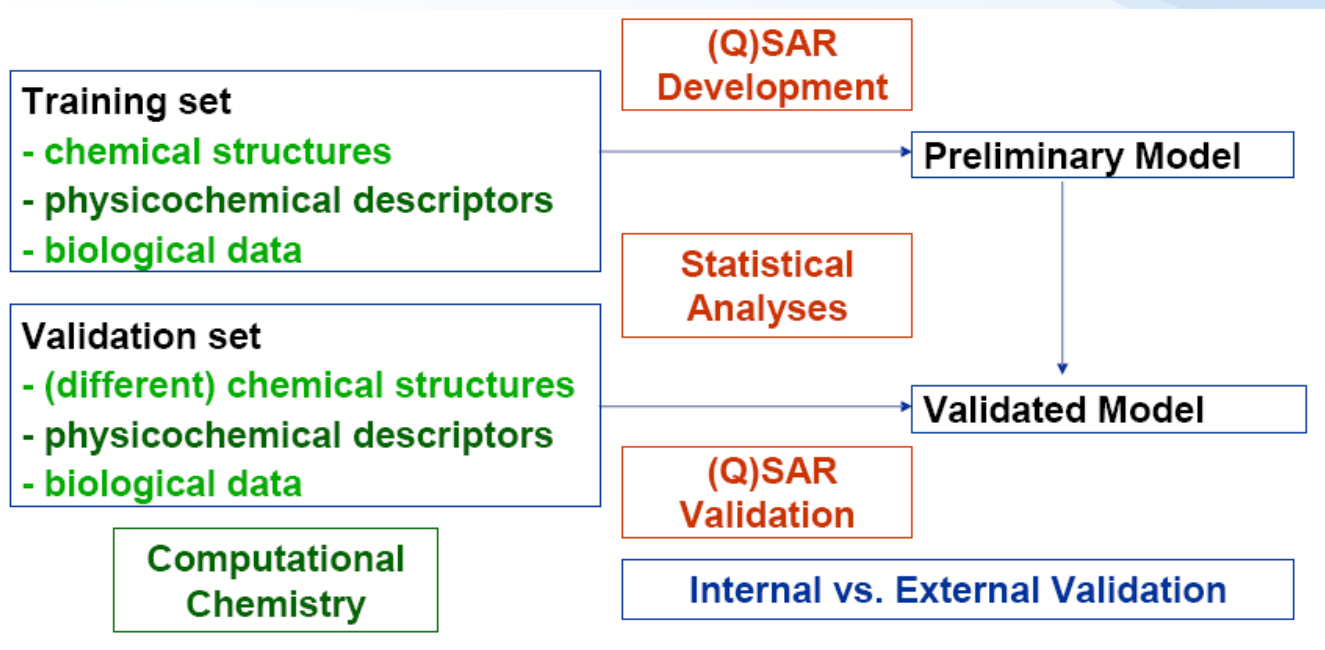 (Q)SAR
Development
Training set
- chemical structures
- physicochemical descriptors
- biological data
Preliminary Model
Statistical
Analyses
Validation set
- (different) chemical structures
- physicochemical descriptors
- biological data
Validated Model
(Q)SAR
Validation
Computational
Chemistry
Internal vs. External Validation